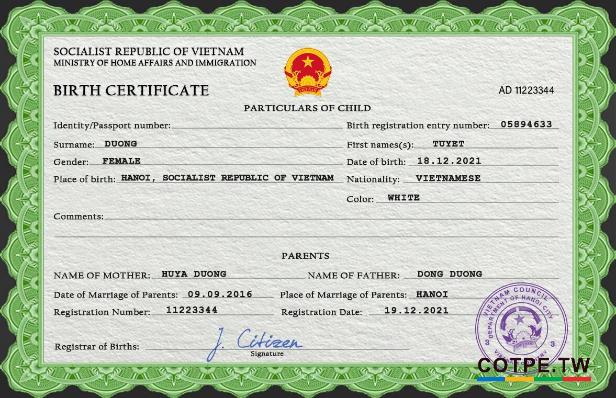 SOCIALIST REPUBLIC OF VIETNAM
MINISTRY OF HOME AFFAIRS AND IMMIGRATION
BIRTH CERTIFICATE
AD 11223344
PARTICULARS OF CHILD
Identity/Passport number:
Birth registration entry number: 05894633
Surname: DUONG
First names(s): TUYET
Gender: FEMALE
Date of birth: 18.12.2021
Place of birth: HANOI, SOCIALIST REPUBLIC OF VIETNAM
Nationality: VIETNAMESE
Color: WHITE
Comments:
PARENTS
NAME OF MOTHER: HUYA DUONG
NAME OF FATHER: DONG DUONG
Date of Marriage of Parents: 09.09.2016
Place of Marriage of Parents: HANOI
Registration Number: 11223344
Registration Date: 19.12.2021
Registrar of Births: J. Citizen
Signature
VIETNAM COUNCIL
DEPARTMENT OF HANOI CITY
3 3
COTPE.TW